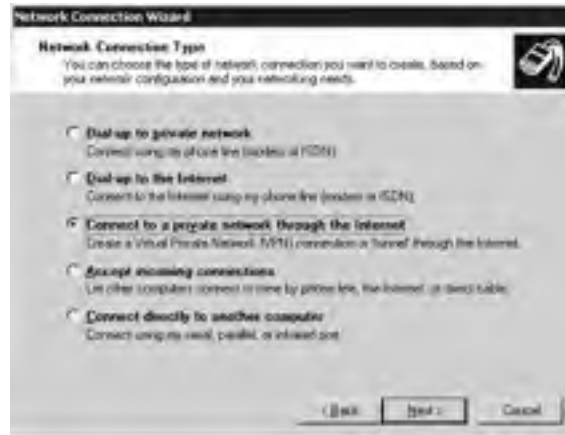 Network Connection Wizard
Network Connection Type
You can choose the type of network connection you want to create, based on
your network configuration and your networking needs.
Dial-up to private network
Connect using my phone line (modem or ISDN).
Dial-up to the Internet
Connect to the Internet using my phone line (modem or ISDN).
Connect to a private network through the Internet
Create a Virtual Private Network (VPN) connection or 'tunnel' through the Internet.
Accept incoming connections
Let other computers connect to mine by phone line, the Internet, or direct cable.
Connect directly to another computer
Connect using my serial, parallel, or infrared port.
< Back
Next >
Cancel